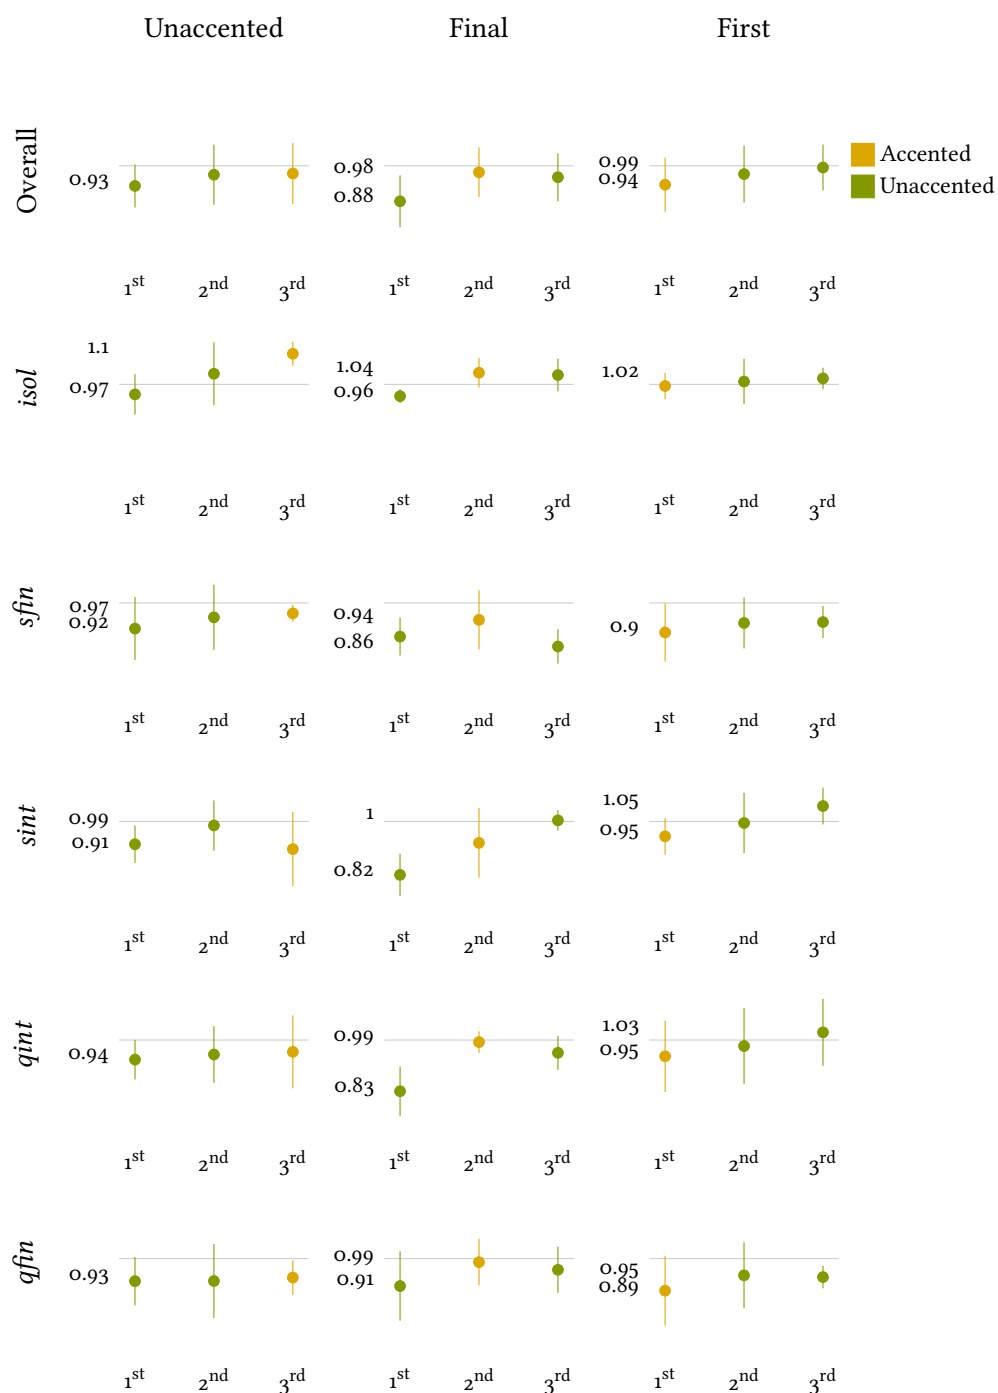 Unaccented Final First
Overall
0.93
0.98
0.88
0.99
0.94
Accented
Unaccented
1st 2nd 3rd 1st 2nd 3rd 1st 2nd 3rd
isol
1.1
0.97
1.04
0.96
1.02
1st 2nd 3rd 1st 2nd 3rd 1st 2nd 3rd
sfin
0.97
0.92
0.94
0.86
0.9
1st 2nd 3rd 1st 2nd 3rd 1st 2nd 3rd
sint
0.99
0.91
1
0.82
1.05
0.95
1st 2nd 3rd 1st 2nd 3rd 1st 2nd 3rd
qint
0.94
0.99
0.83
1.03
0.95
1st 2nd 3rd 1st 2nd 3rd 1st 2nd 3rd
qfin
0.93
0.99
0.91
0.95
0.89
1st 2nd 3rd 1st 2nd 3rd 1st 2nd 3rd